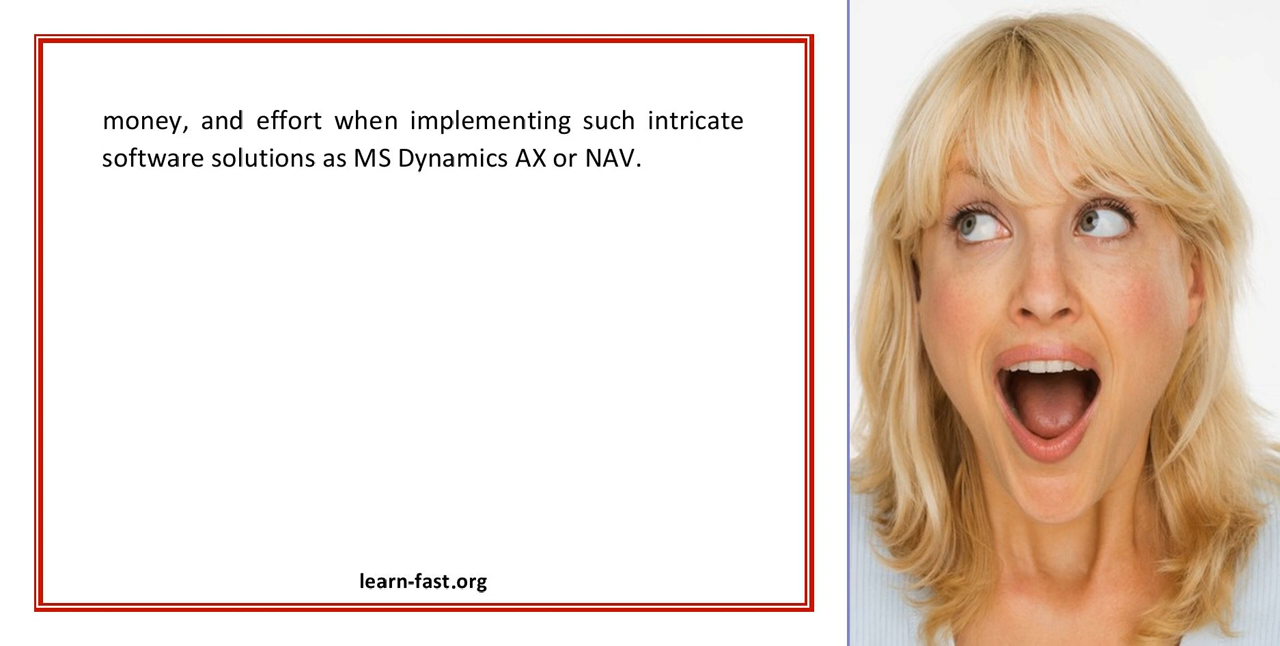 money, and effort when implementing such intricate
software solutions as MS Dynamics AX or NAV.
learn-fast.org